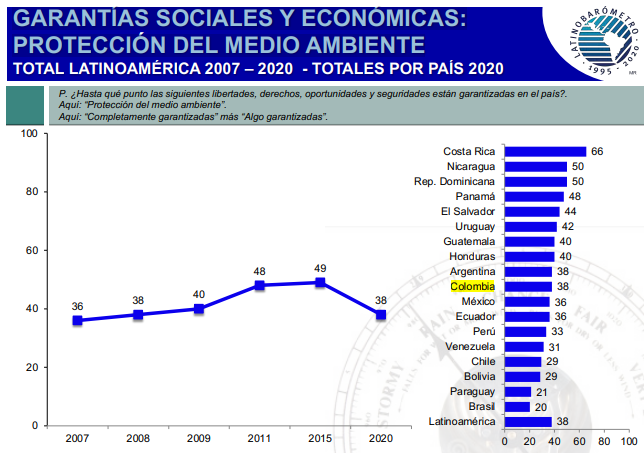 GARANTÍAS SOCIALES Y ECONÓMICAS:
PROTECCIÓN DEL MEDIO AMBIENTE
TOTAL LATINOAMÉRICA 2007 – 2020 - TOTALES POR PAÍS 2020
LATINOBARÓMETRO
1995 - 2020
MR
P. ¿Hasta qué punto las siguientes libertades, derechos, oportunidades y seguridades están garantizadas en el país?.
Aquí: “Protección del medio ambiente”.
Aquí: “Completamente garantizadas” más “Algo garantizadas”.
100
80
60
40
20
0
36
38
40
48
49
38
2007
2008
2009
2011
2015
2020
Costa Rica 66
Nicaragua 50
Rep. Dominicana 50
Panamá 48
El Salvador 44
Uruguay 42
Guatemala 40
Honduras 40
Argentina 38
Colombia 38
México 36
Ecuador 36
Perú 33
Venezuela 31
Chile 29
Bolivia 29
Paraguay 21
Brasil 20
Latinoamérica 38
0 20 40 60 80 100
STORMY
RAIN
FAIR